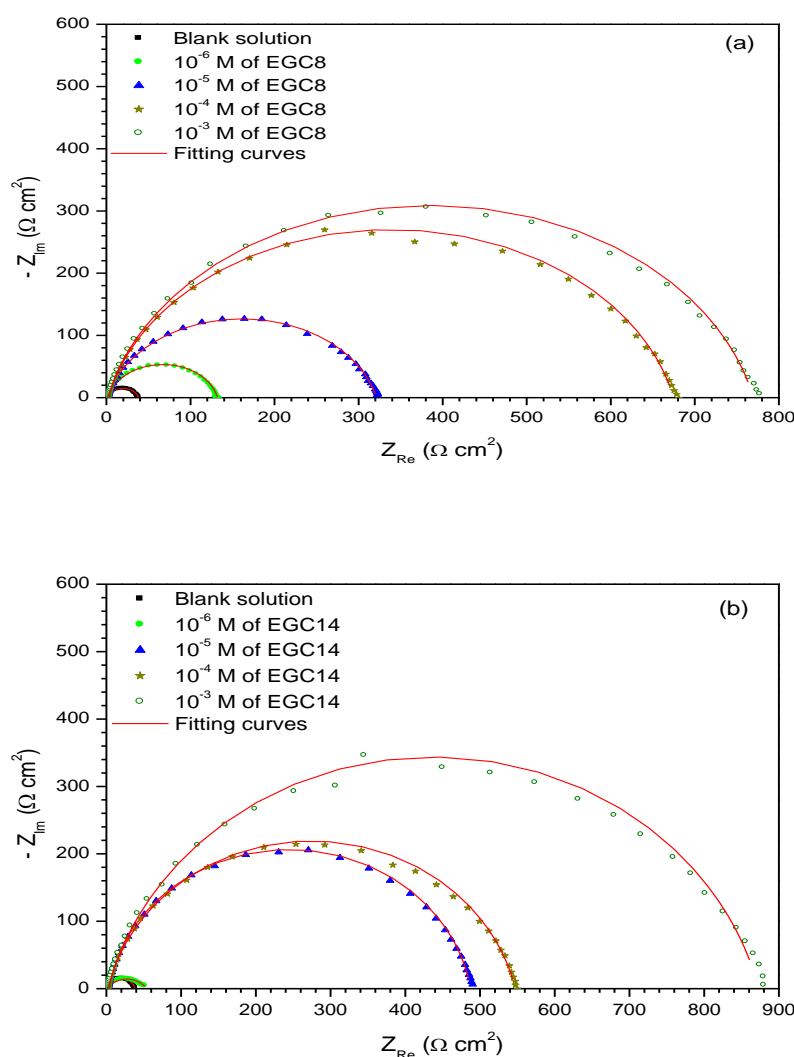 (a)
Blank solution
10⁻⁶ M of EGC8
10⁻⁵ M of EGC8
10⁻⁴ M of EGC8
10⁻³ M of EGC8
Fitting curves
600
500
400
300
200
100
0
- Z_Im (Ω cm²)
0 100 200 300 400 500 600 700 800
Z_Re (Ω cm²)
(b)
Blank solution
10⁻⁶ M of EGC14
10⁻⁵ M of EGC14
10⁻⁴ M of EGC14
10⁻³ M of EGC14
Fitting curves
600
500
400
300
200
100
0
- Z_Im (Ω cm²)
0 100 200 300 400 500 600 700 800 900
Z_Re (Ω cm²)